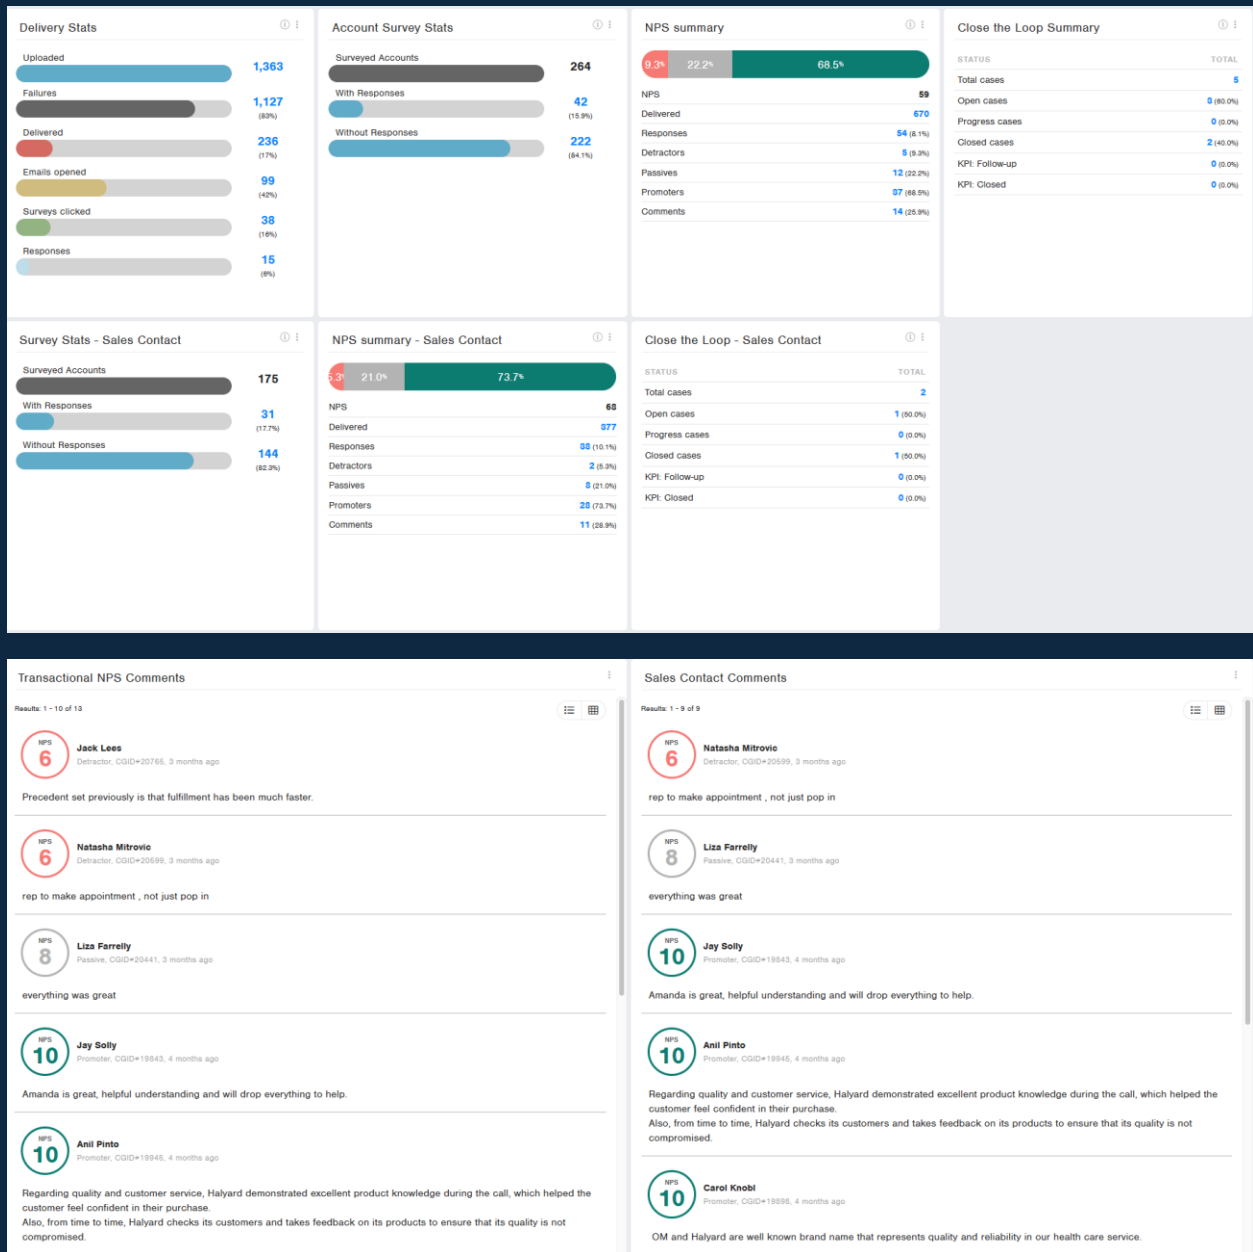 Delivery Stats
Uploaded
1,363
Failures
1,127
(83%)
Delivered
236
(17%)
Emails opened
99
(42%)
Surveys clicked
38
(16%)
Responses
15
(6%)
Account Survey Stats
Surveyed Accounts
264
With Responses
42
(15.9%)
Without Responses
222
(84.1%)
NPS summary
9.3% 22.2% 68.5%
NPS 59
Delivered 670
Responses 54 (8.1%)
Detractors 5 (9.3%)
Passives 12 (22.2%)
Promoters 37 (68.5%)
Comments 14 (25.9%)
Close the Loop Summary
STATUS TOTAL
Total cases 5
Open cases 3 (60.0%)
Progress cases 0 (0.0%)
Closed cases 2 (40.0%)
KPI: Follow-up 0 (0.0%)
KPI: Closed 0 (0.0%)
Survey Stats - Sales Contact
Surveyed Accounts
175
With Responses
31
(17.7%)
Without Responses
144
(82.3%)
NPS summary - Sales Contact
5.3% 21.0% 73.7%
NPS 68
Delivered 377
Responses 38 (10.1%)
Detractors 2 (5.3%)
Passives 8 (21.0%)
Promoters 28 (73.7%)
Comments 11 (28.9%)
Close the Loop - Sales Contact
STATUS TOTAL
Total cases 2
Open cases 1 (50.0%)
Progress cases 0 (0.0%)
Closed cases 1 (50.0%)
KPI: Follow-up 0 (0.0%)
KPI: Closed 0 (0.0%)
Transactional NPS Comments
Results: 1 - 10 of 13
NPS
6
Jack Lees
Detractor, CGID#20765, 3 months ago
Precedent set previously is that fulfillment has been much faster.
NPS
6
Natasha Mitrovic
Detractor, CGID#20599, 3 months ago
rep to make appointment , not just pop in
NPS
8
Liza Farrelly
Passive, CGID#20441, 3 months ago
everything was great
NPS
10
Jay Solly
Promoter, CGID#19843, 4 months ago
Amanda is great, helpful understanding and will drop everything to help.
NPS
10
Anil Pinto
Promoter, CGID#19945, 4 months ago
Regarding quality and customer service, Halyard demonstrated excellent product knowledge during the call, which helped the
customer feel confident in their purchase.
Also, from time to time, Halyard checks its customers and takes feedback on its products to ensure that its quality is not
compromised.
Sales Contact Comments
Results: 1 - 9 of 9
NPS
6
Natasha Mitrovic
Detractor, CGID#20599, 3 months ago
rep to make appointment , not just pop in
NPS
8
Liza Farrelly
Passive, CGID#20441, 3 months ago
everything was great
NPS
10
Jay Solly
Promoter, CGID#19843, 4 months ago
Amanda is great, helpful understanding and will drop everything to help.
NPS
10
Anil Pinto
Promoter, CGID#19945, 4 months ago
Regarding quality and customer service, Halyard demonstrated excellent product knowledge during the call, which helped the
customer feel confident in their purchase.
Also, from time to time, Halyard checks its customers and takes feedback on its products to ensure that its quality is not
compromised.
NPS
10
Carol Knobl
Promoter, CGID#19898, 4 months ago
OM and Halyard are well known brand name that represents quality and reliability in our health care service.